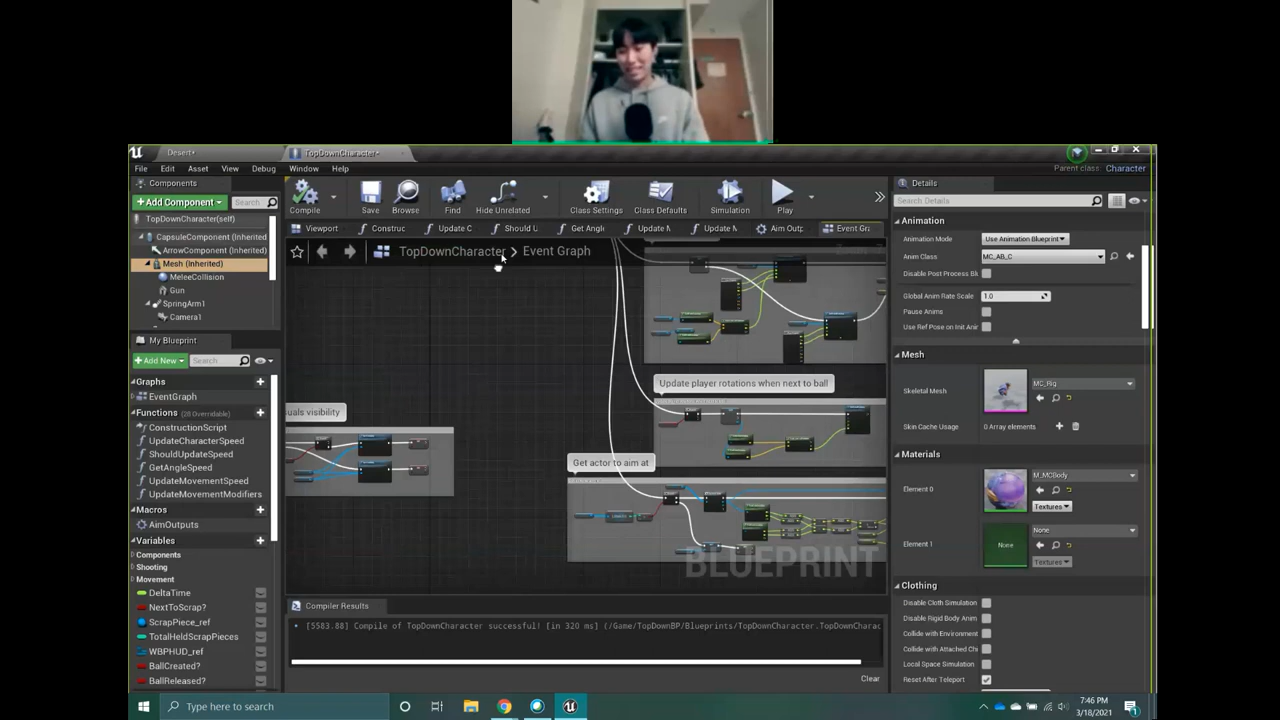 Desert*
TopDownCharacter*
File Edit Asset View Debug Window Help
Parent class: Character
Components
+ Add Component
Search
TopDownCharacter(self)
CapsuleComponent (Inherited
ArrowComponent (Inherited)
Mesh (Inherited)
MeleeCollision
Gun
SpringArm1
Camera1
Compile
Save
Browse
Find
Hide Unrelated
Class Settings
Class Defaults
Simulation
Play
Viewport
Construc
Update C
Should U
Get Angle
Update M
Update M
Aim Outp
Event Gra
TopDownCharacter > Event Graph
uals visibility
Update player rotations when next to ball
Get actor to aim at
BLUEPRINT
My Blueprint
+ Add New
Search
Graphs
EventGraph
Functions (20 Overridable)
ConstructionScript
UpdateCharacterSpeed
ShouldUpdateSpeed
GetAngleSpeed
UpdateMovementSpeed
UpdateMovementModifiers
Macros
AimOutputs
Variables
Components
Shooting
Movement
DeltaTime
NextToScrap?
ScrapPiece_ref
TotalHeldScrapPieces
WBPHUD_ref
BallCreated?
BallReleased?
Compiler Results
[5583.88] Compile of TopDownCharacter successful! [in 320 ms] (/Game/TopDownBP/Blueprints/TopDownCharacter.TopDownCharac
Clear
Details
Search Details
Animation
Animation Mode
Use Animation Blueprint
Anim Class
MC_AB_C
Disable Post Process Bl
Global Anim Rate Scale
1.0
Pause Anims
Use Ref Pose on Init Anir
Mesh
Skeletal Mesh
MC_Rig
Skin Cache Usage
0 Array elements
Materials
Element 0
M_MCBody
Textures
Element 1
None
None
Textures
Clothing
Disable Cloth Simulation
Disable Rigid Body Anim
Collide with Environment
Collide with Attached Chi
Local Space Simulation
Reset After Teleport
Type here to search
7:46 PM
3/18/2021